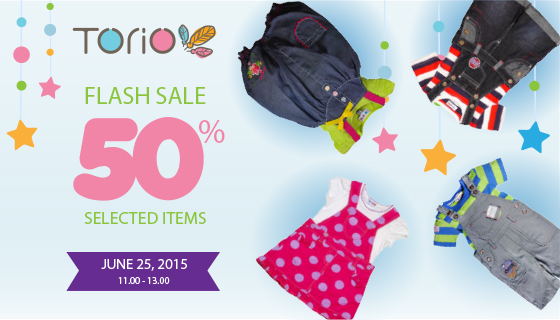 TORIO
FLASH SALE
50%
SELECTED ITEMS
JUNE 25, 2015
11.00 - 13.00